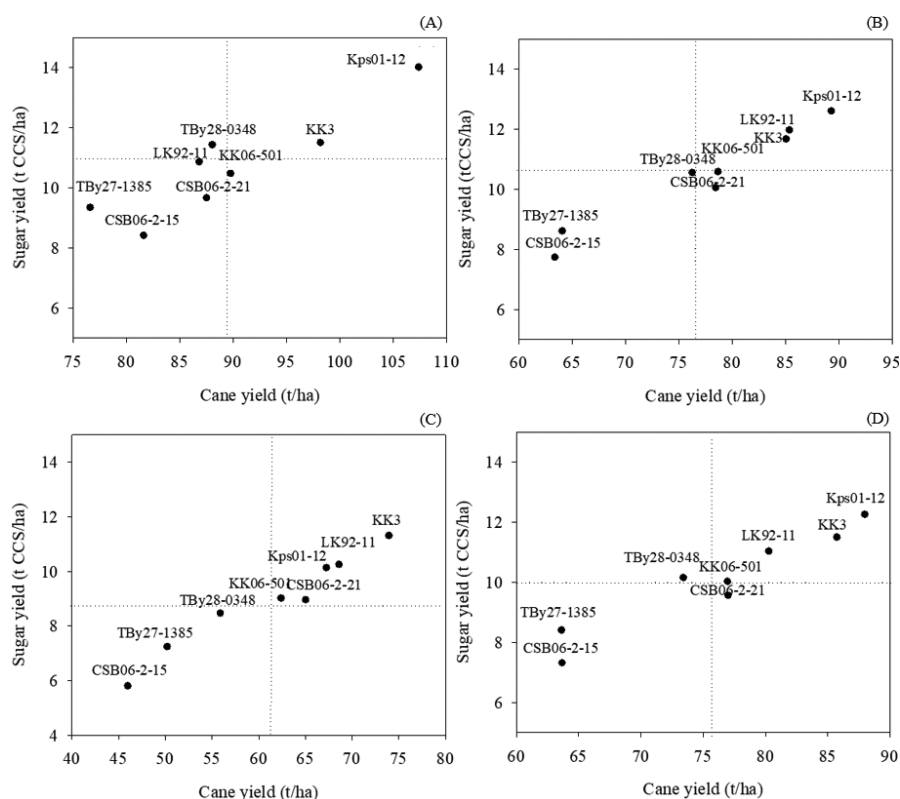 (A)
Sugar yield (t CCS/ha)
14
12
10
8
6
Kps01-12
TBy28-0348
KK3
LK92-11
KK06-501
TBy27-1385
CSB06-2-21
CSB06-2-15
75 80 85 90 95 100 105 110
Cane yield (t/ha)
(B)
Sugar yield (tCCS/ha)
14
12
10
8
6
Kps01-12
LK92-11
KK3
KK06-501
TBy28-0348
CSB06-2-21
TBy27-1385
CSB06-2-15
60 65 70 75 80 85 90 95
Cane yield (t/ha)
(C)
Sugar yield (t CCS/ha)
14
12
10
8
6
4
KK3
LK92-11
Kps01-12
KK06-501
CSB06-2-21
TBy28-0348
TBy27-1385
CSB06-2-15
40 45 50 55 60 65 70 75 80
Cane yield (t/ha)
(D)
Sugar yield (t CCS/ha)
14
12
10
8
6
Kps01-12
KK3
LK92-11
TBy28-0348
KK06-501
CSB06-2-21
TBy27-1385
CSB06-2-15
60 65 70 75 80 85 90
Cane yield (t/ha)